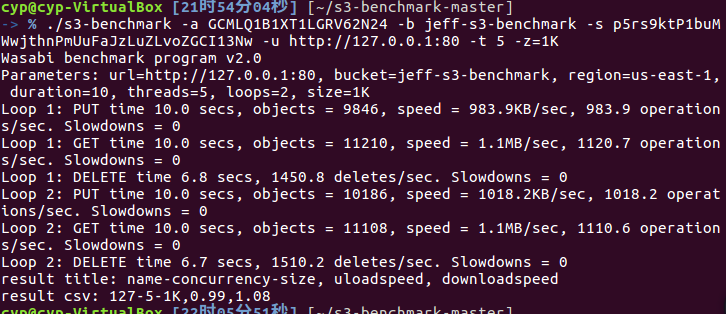 cyp@cyp-VirtualBox [21时54分04秒] [~/s3-benchmark-master]
-> % ./s3-benchmark -a GCMLQ1B1XT1LGRV62N24 -b jeff-s3-benchmark -s p5rs9ktP1buM
WwjthnPmUuFaJzLuZLvoZGCI13Nw -u http://127.0.0.1:80 -t 5 -z=1K
Wasabi benchmark program v2.0
Parameters: url=http://127.0.0.1:80, bucket=jeff-s3-benchmark, region=us-east-1,
 duration=10, threads=5, loops=2, size=1K
Loop 1: PUT time 10.0 secs, objects = 9846, speed = 983.9KB/sec, 983.9 operation
s/sec. Slowdowns = 0
Loop 1: GET time 10.0 secs, objects = 11210, speed = 1.1MB/sec, 1120.7 operation
s/sec. Slowdowns = 0
Loop 1: DELETE time 6.8 secs, 1450.8 deletes/sec. Slowdowns = 0
Loop 2: PUT time 10.0 secs, objects = 10186, speed = 1018.2KB/sec, 1018.2 operat
ions/sec. Slowdowns = 0
Loop 2: GET time 10.0 secs, objects = 11108, speed = 1.1MB/sec, 1110.6 operation
s/sec. Slowdowns = 0
Loop 2: DELETE time 6.7 secs, 1510.2 deletes/sec. Slowdowns = 0
result title: name-concurrency-size, uloadspeed, downloadspeed
result csv: 127-5-1K,0.99,1.08
cyp@cyp-VirtualBox [22时05分51秒] [~/s3-benchmark-master]